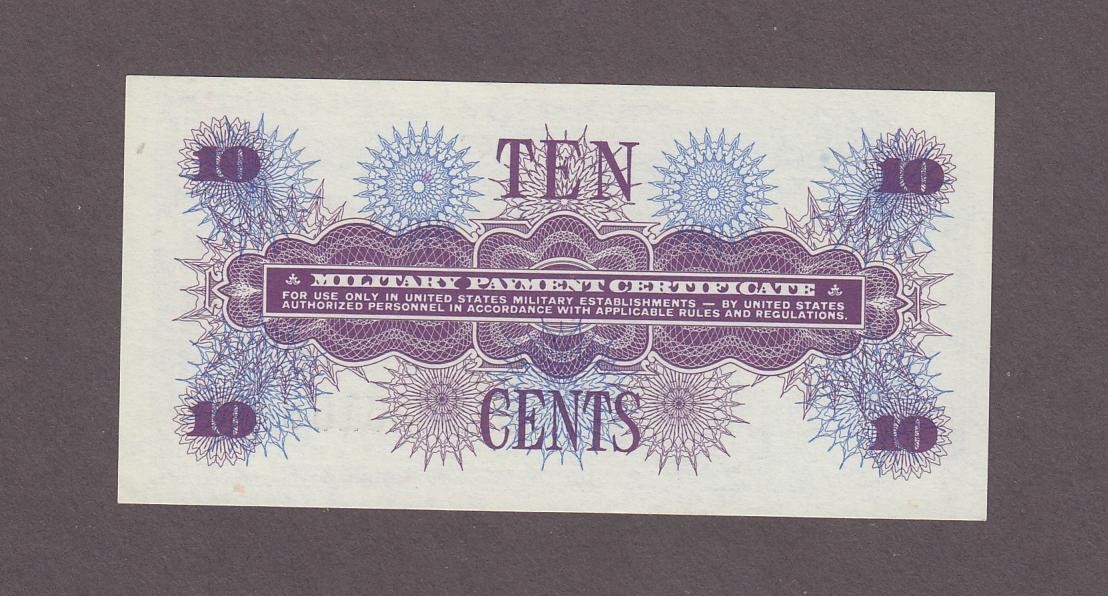 10 TEN 10
MILITARY PAYMENT CERTIFICATE
FOR USE ONLY IN UNITED STATES MILITARY ESTABLISHMENTS — BY UNITED STATES
AUTHORIZED PERSONNEL IN ACCORDANCE WITH APPLICABLE RULES AND REGULATIONS.
10 CENTS 10